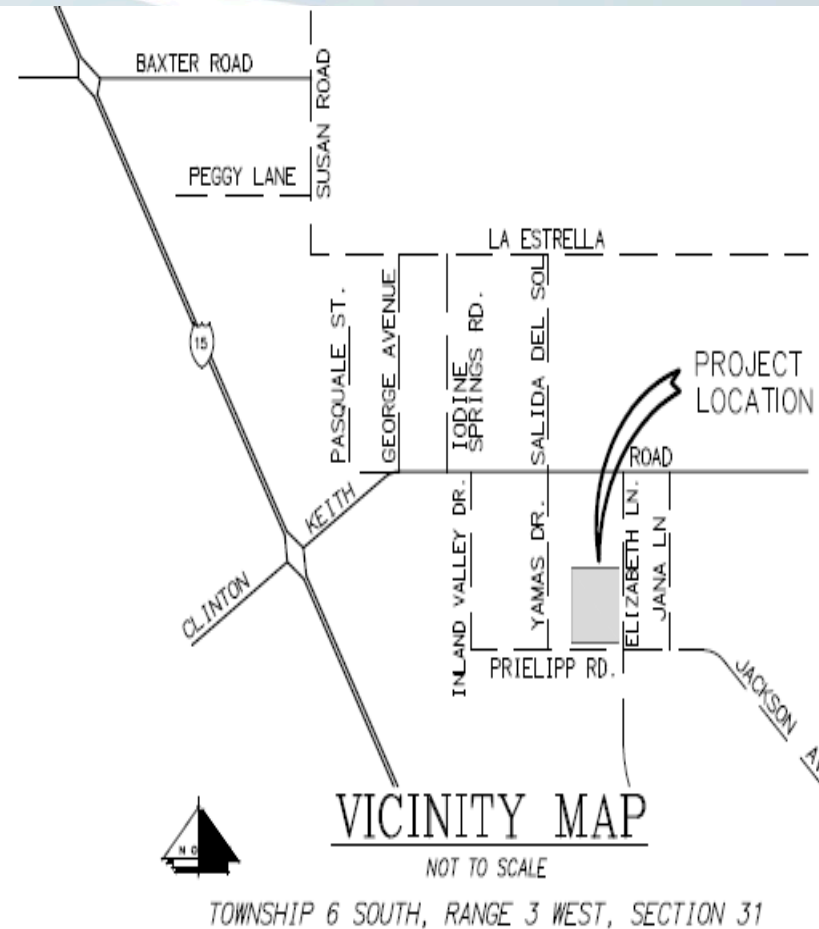 BAXTER ROAD
SUSAN ROAD
PEGGY LANE
LA ESTRELLA
PASQUALE ST.
GEORGE AVENUE
IODINE
SPRINGS RD.
SALIDA DEL SOL
15
PROJECT
LOCATION
CLINTON
KEITH
ROAD
INLAND VALLEY DR.
YAMAS DR.
ELIZABETH LN.
JANA LN
PRIELIPP RD.
JACKSON
VICINITY MAP
NOT TO SCALE
TOWNSHIP 6 SOUTH, RANGE 3 WEST, SECTION 31